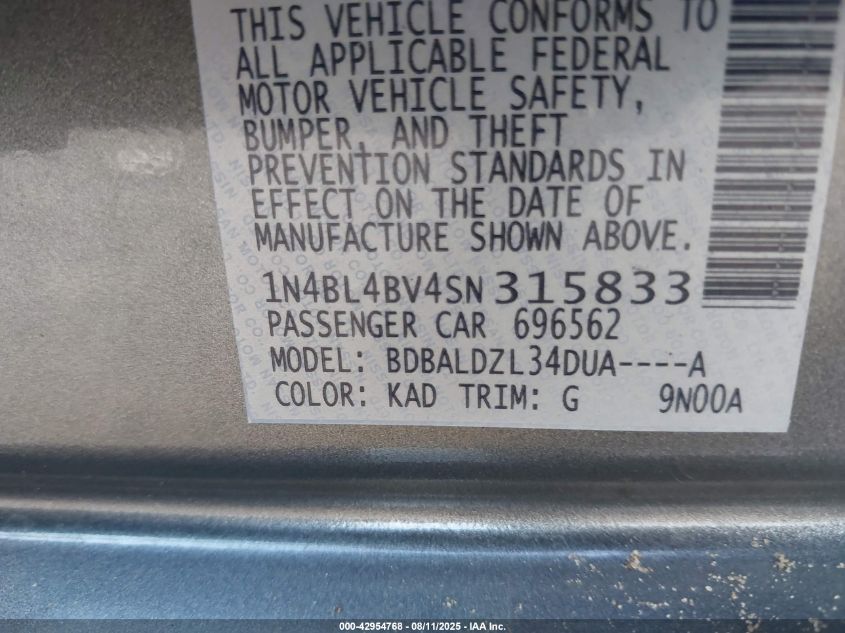 THIS VEHICLE CONFORMS TO
ALL APPLICABLE FEDERAL
MOTOR VEHICLE SAFETY,
BUMPER, AND THEFT
PREVENTION STANDARDS IN
EFFECT ON THE DATE OF
MANUFACTURE SHOWN ABOVE.
1N4BL4BV4SN315833
PASSENGER CAR 696562
MODEL: BDBALDZL34DUA----A
COLOR: KAD TRIM: G 9N00A
000-42954768 - 08/11/2025 - IAA Inc.